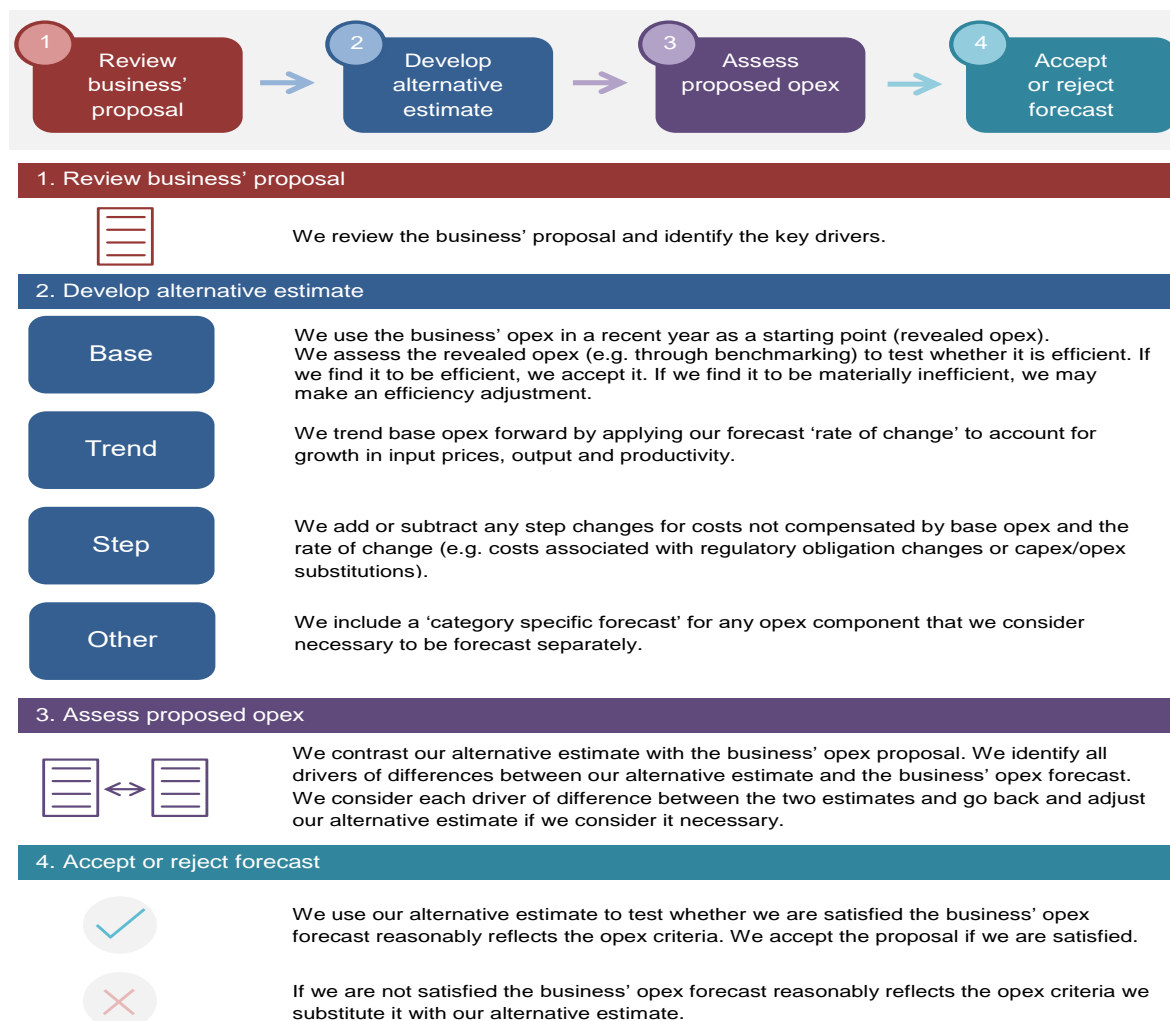 1
Review
business’
proposal
2
Develop
alternative
estimate
3
Assess
proposed opex
4
Accept
or reject
forecast
1. Review business’ proposal
We review the business’ proposal and identify the key drivers.
2. Develop alternative estimate
Base
We use the business’ opex in a recent year as a starting point (revealed opex).
We assess the revealed opex (e.g. through benchmarking) to test whether it is efficient. If
we find it to be efficient, we accept it. If we find it to be materially inefficient, we may
make an efficiency adjustment.
Trend
We trend base opex forward by applying our forecast ‘rate of change’ to account for
growth in input prices, output and productivity.
Step
We add or subtract any step changes for costs not compensated by base opex and the
rate of change (e.g. costs associated with regulatory obligation changes or capex/opex
substitutions).
Other
We include a ‘category specific forecast’ for any opex component that we consider
necessary to be forecast separately.
3. Assess proposed opex
We contrast our alternative estimate with the business’ opex proposal. We identify all
drivers of differences between our alternative estimate and the business’ opex forecast.
We consider each driver of difference between the two estimates and go back and adjust
our alternative estimate if we consider it necessary.
4. Accept or reject forecast
We use our alternative estimate to test whether we are satisfied the business’ opex
forecast reasonably reflects the opex criteria. We accept the proposal if we are satisfied.
If we are not satisfied the business’ opex forecast reasonably reflects the opex criteria we
substitute it with our alternative estimate.